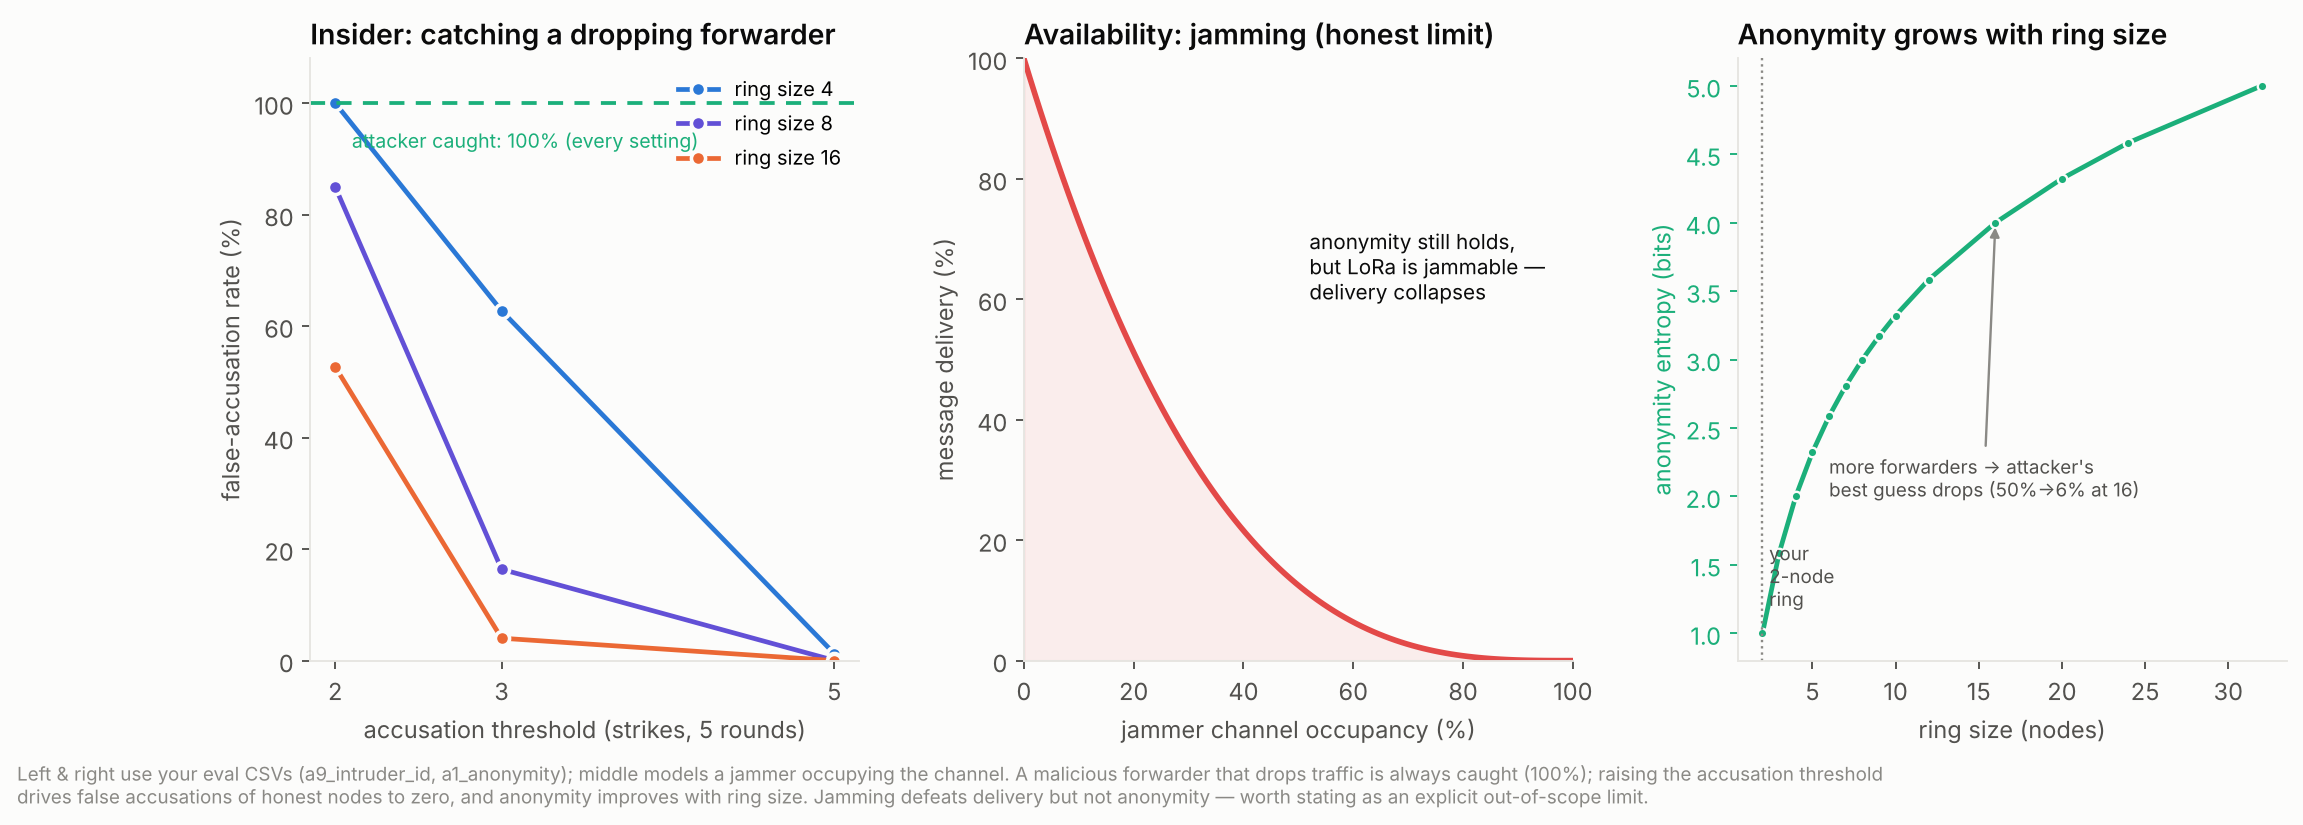 Insider: catching a dropping forwarder
ring size 4
ring size 8
ring size 16
attacker caught: 100% (every setting)
false-accusation rate (%)
100
80
60
40
20
0
2
3
5
accusation threshold (strikes, 5 rounds)
Availability: jamming (honest limit)
message delivery (%)
100
80
60
40
20
0
anonymity still holds,
but LoRa is jammable —
delivery collapses
0
20
40
60
80
100
jammer channel occupancy (%)
Anonymity grows with ring size
anonymity entropy (bits)
5.0
4.5
4.0
3.5
3.0
2.5
2.0
1.5
1.0
more forwarders → attacker's
best guess drops (50%→6% at 16)
your
2-node
ring
5
10
15
20
25
30
ring size (nodes)
Left & right use your eval CSVs (a9_intruder_id, a1_anonymity); middle models a jammer occupying the channel. A malicious forwarder that drops traffic is always caught (100%); raising the accusation threshold
drives false accusations of honest nodes to zero, and anonymity improves with ring size. Jamming defeats delivery but not anonymity — worth stating as an explicit out-of-scope limit.